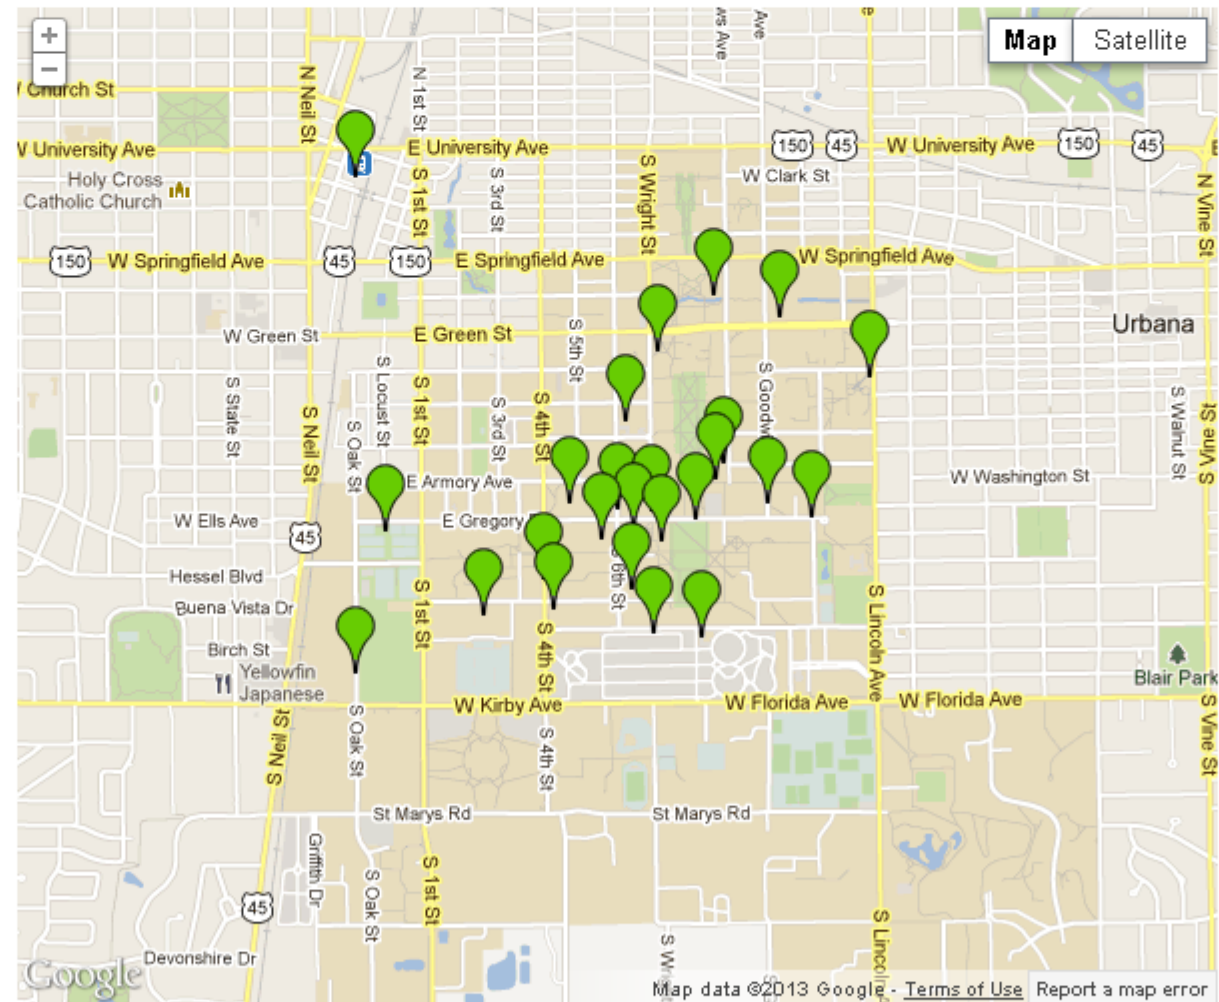 +
−
Map
Satellite
W Church St
N Neil St
N 1st St
S Wright St
W University Ave
E University Ave
150
45
W University Ave
150
45
Holy Cross
Catholic Church
S 1st St
S 3rd St
W Clark St
N Vine St
150
W Springfield Ave
45
150
E Springfield Ave
W Springfield Ave
W Green St
E Green St
S 5th St
Urbana
S State St
S Locust St
S 1st St
S 3rd St
S 4th St
S Neil St
S Oak St
S Walnut St
S Vine St
E Armory Ave
W Washington St
W Ells Ave
E Gregory
45
Hessel Blvd
Buena Vista Dr
S 1st St
S 6th St
S Lincoln Ave
Birch St
S 4th St
Yellowfin
Japanese
Blair Park
W Kirby Ave
W Florida Ave
W Florida Ave
S Neil St
S Oak St
S 4th St
S Vine St
St Marys Rd
St Marys Rd
Griffith Dr
S Oak St
S 1st St
45
Devonshire Dr
Google
Map data ©2013 Google - Terms of Use
Report a map error